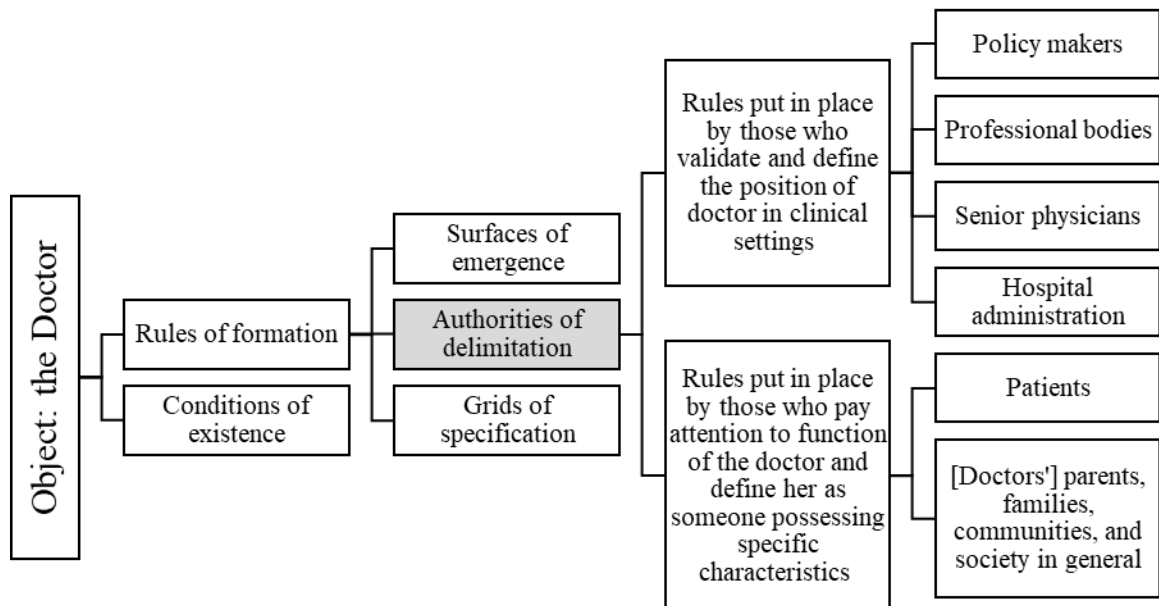 Object: the Doctor
Rules of formation
Conditions of
existence
Surfaces of
emergence
Authorities of
delimitation
Grids of
specification
Rules put in place
by those who
validate and define
the position of
doctor in clinical
settings
Rules put in place
by those who pay
attention to function
of the doctor and
define her as
someone possessing
specific
characteristics
Policy makers
Professional bodies
Senior physicians
Hospital
administration
Patients
[Doctors'] parents,
families,
communities, and
society in general